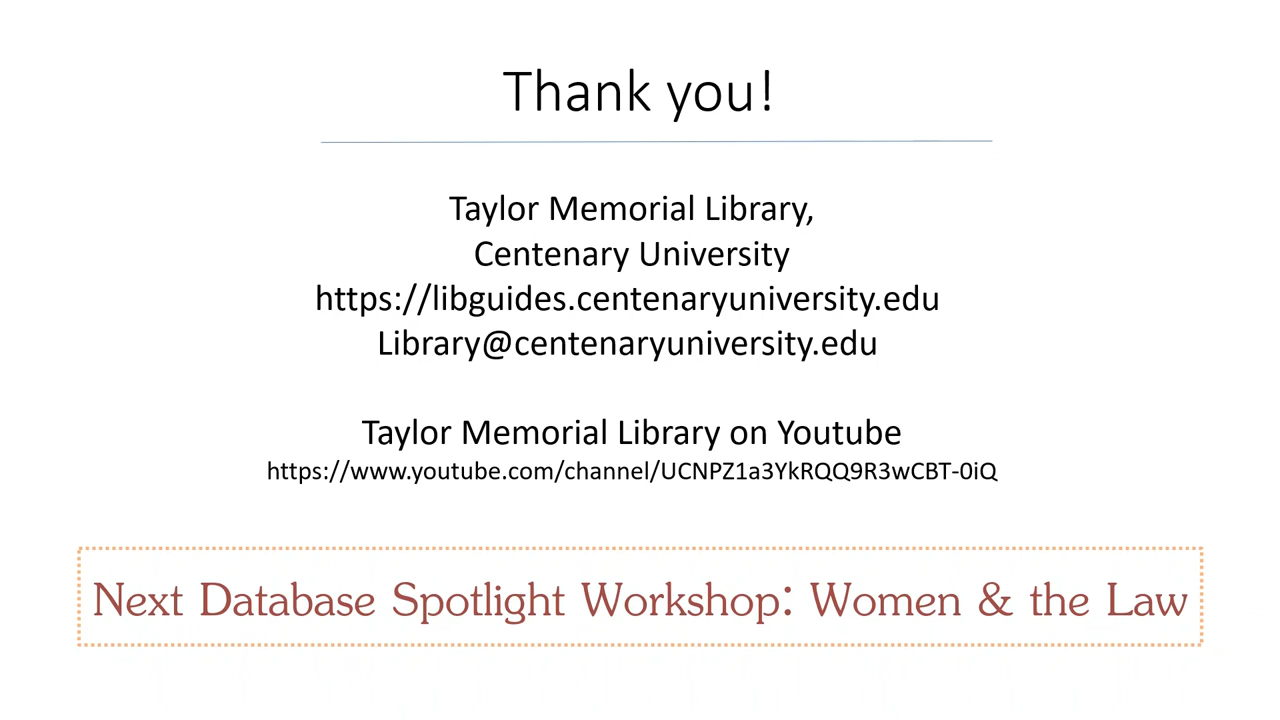 Thank you!
Taylor Memorial Library,
Centenary University
https://libguides.centenaryuniversity.edu
Library@centenaryuniversity.edu
Taylor Memorial Library on Youtube
https://www.youtube.com/channel/UCNPZ1a3YkRQQ9R3wCBT-0iQ
Next Database Spotlight Workshop: Women & the Law